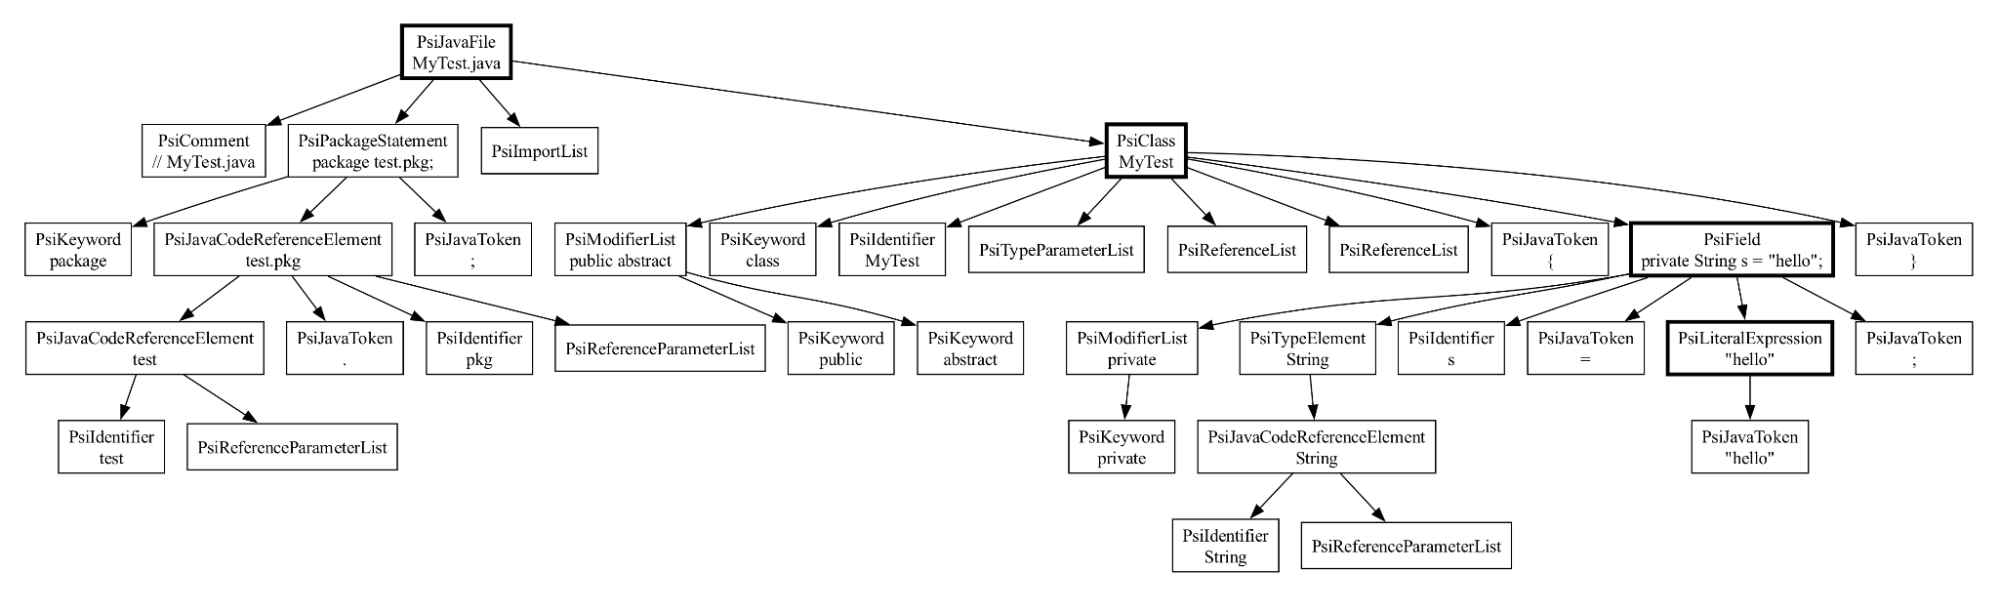 PsiJavaFile
MyTest.java
PsiComment
// MyTest.java
PsiPackageStatement
package test.pkg;
PsiImportList
PsiClass
MyTest
PsiKeyword
package
PsiJavaCodeReferenceElement
test.pkg
PsiJavaToken
;
PsiModifierList
public abstract
PsiKeyword
class
PsiIdentifier
MyTest
PsiTypeParameterList
PsiReferenceList
PsiReferenceList
PsiJavaToken
{
PsiField
private String s = "hello";
PsiJavaToken
}
PsiJavaCodeReferenceElement
test
PsiJavaToken
.
PsiIdentifier
pkg
PsiReferenceParameterList
PsiKeyword
public
PsiKeyword
abstract
PsiModifierList
private
PsiTypeElement
String
PsiIdentifier
s
PsiJavaToken
=
PsiLiteralExpression
"hello"
PsiJavaToken
;
PsiIdentifier
test
PsiReferenceParameterList
PsiKeyword
private
PsiJavaCodeReferenceElement
String
PsiJavaToken
"hello"
PsiIdentifier
String
PsiReferenceParameterList